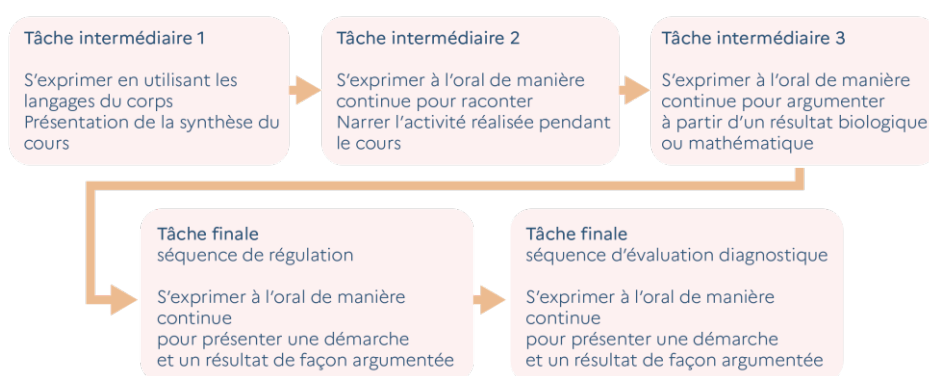 Tâche intermédiaire 1
S'exprimer en utilisant les
langages du corps
Présentation de la synthèse du
cours
Tâche intermédiaire 2
S'exprimer à l'oral de manière
continue pour raconter
Narrer l'activité réalisée pendant
le cours
Tâche intermédiaire 3
S'exprimer à l'oral de manière
continue pour argumenter
à partir d'un résultat biologique
ou mathématique
Tâche finale
séquence de régulation
S'exprimer à l'oral de manière
continue
pour présenter une démarche
et un résultat de façon argumentée
Tâche finale
séquence d'évaluation diagnostique
S'exprimer à l'oral de manière
continue
pour présenter une démarche
et un résultat de façon argumentée